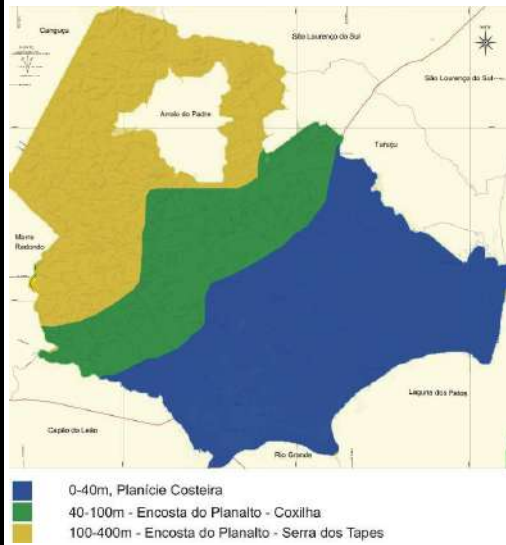 Canguçu
São Lourenço do Sul
São Lourenço do Sul
Arroio do Padre
Turuçu
Morro
Redondo
Laguna dos Patos
Capão do Leão
Rio Grande
0-40m, Planície Costeira
40-100m - Encosta do Planalto - Coxilha
100-400m - Encosta do Planalto - Serra dos Tapes